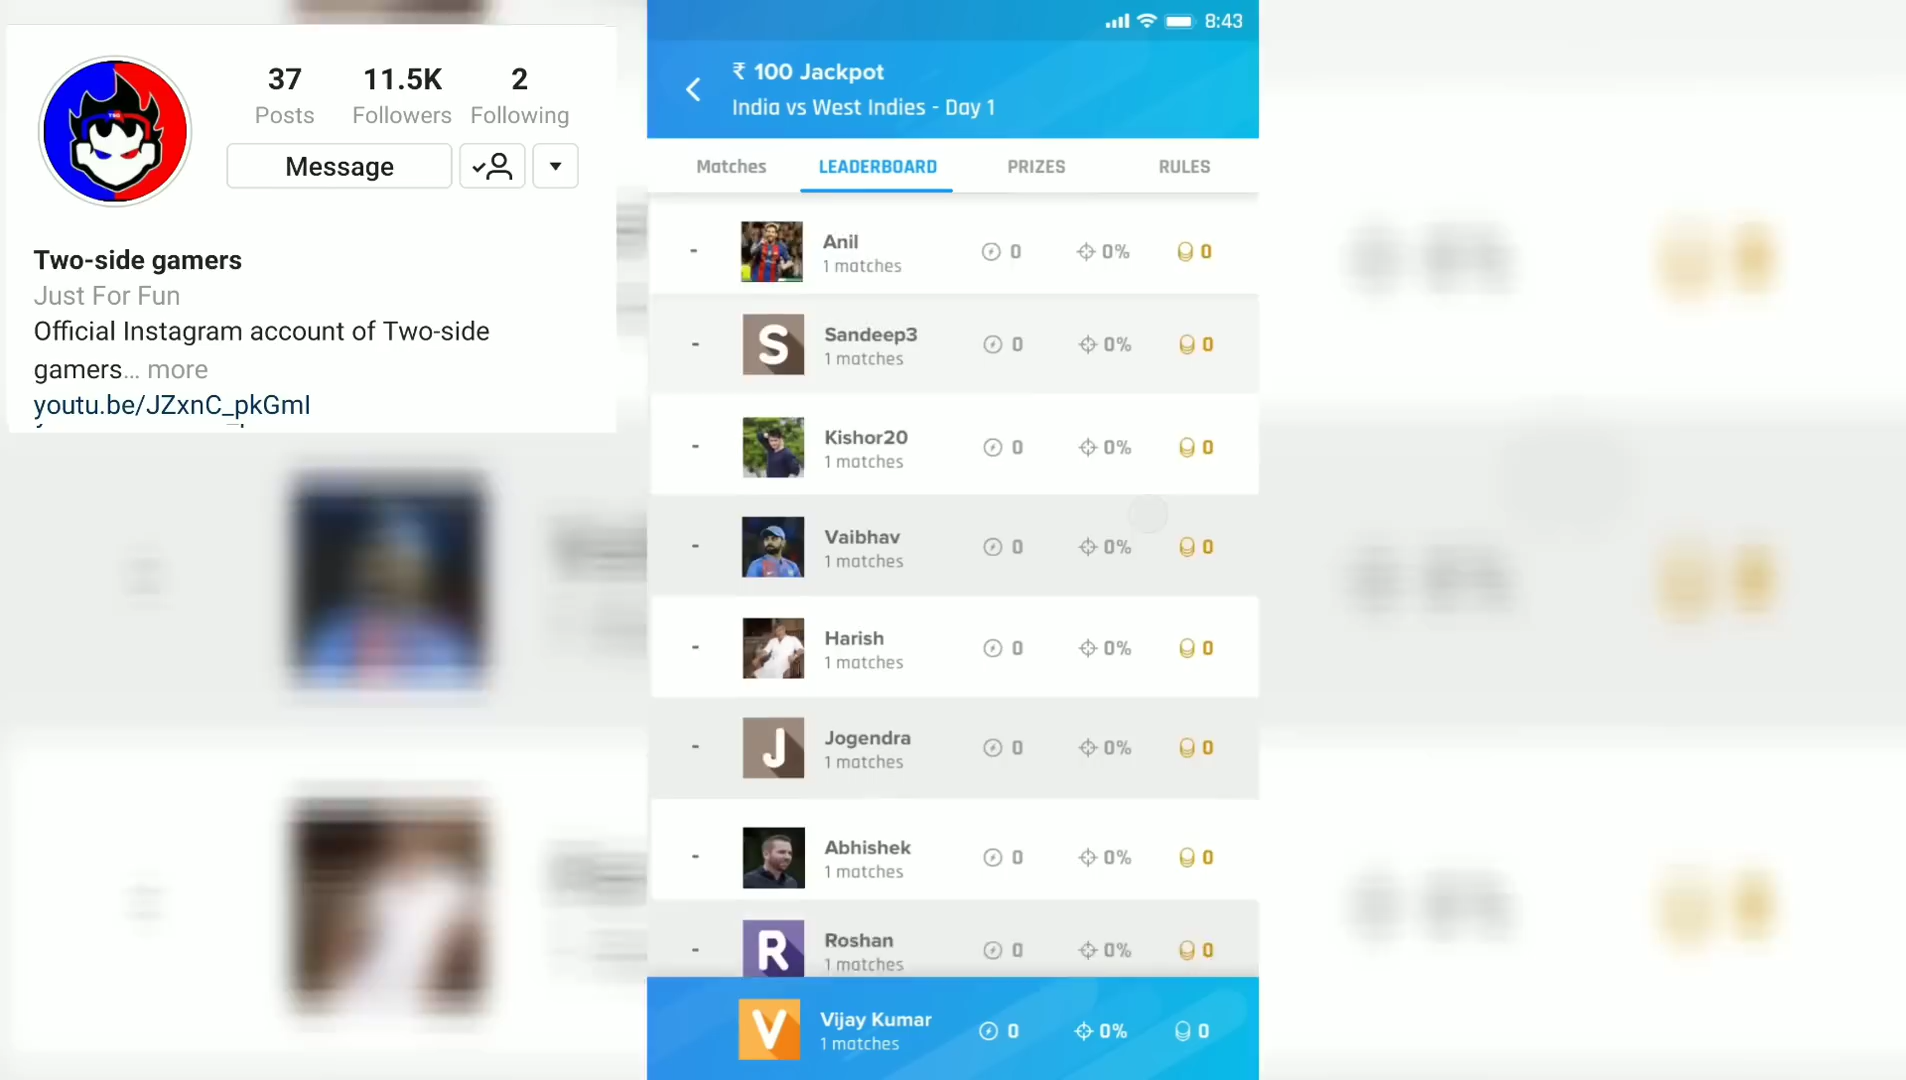 37 11.5K 2
Posts Followers Following
Message
Two-side gamers
Just For Fun
Official Instagram account of Two-side
gamers... more
youtu.be/JZxnC_pkGmI
8:43
₹ 100 Jackpot
India vs West Indies - Day 1
Matches LEADERBOARD PRIZES RULES
- Anil 0 0% 0
1 matches
- S Sandeep3 0 0% 0
1 matches
- Kishor20 0 0% 0
1 matches
- Vaibhav 0 0% 0
1 matches
- Harish 0 0% 0
1 matches
- J Jogendra 0 0% 0
1 matches
- Abhishek 0 0% 0
1 matches
- R Roshan 0 0% 0
1 matches
V Vijay Kumar 0 0% 0
1 matches